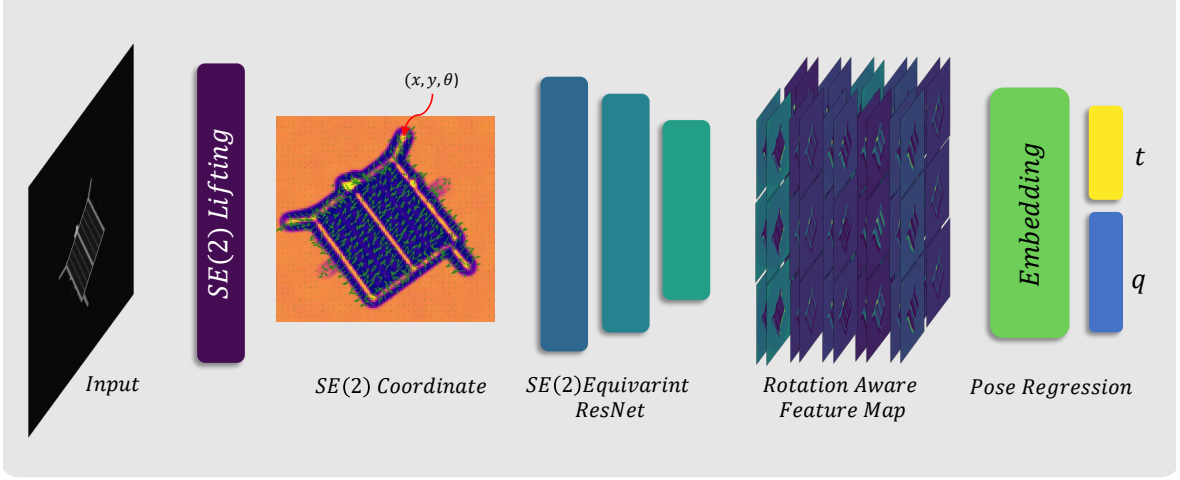 (x, y, θ)
SE(2) Lifting
Embedding
t
q
Input
SE(2) Coordinate
SE(2)Equivarint
ResNet
Rotation Aware
Feature Map
Pose Regression